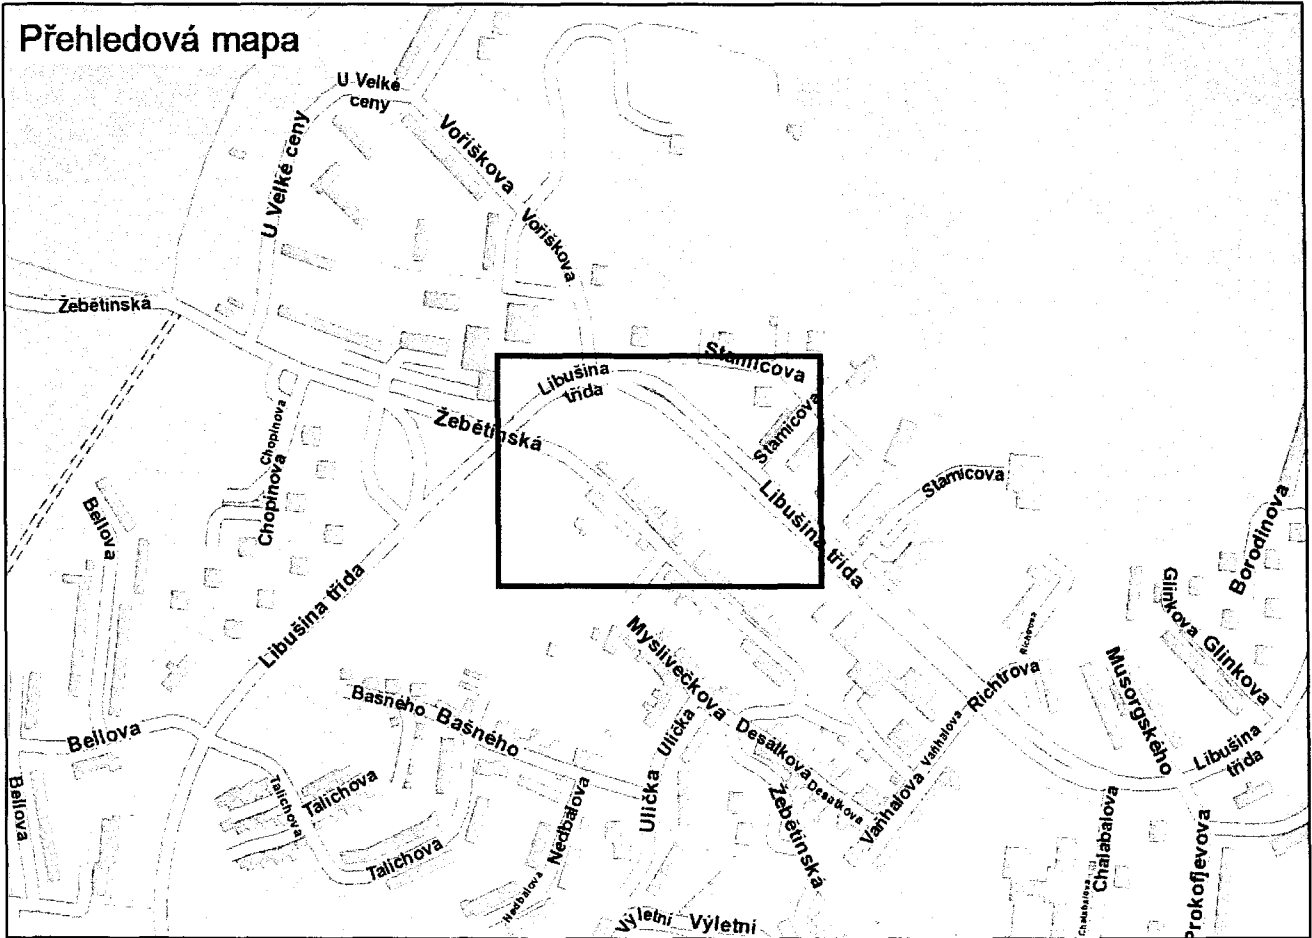 Přehledová mapa
U Velké
ceny
Voříškova
U Velké ceny
Voříškova
Žebětínská
Stamicova
Libušina
třída
Stamicova
Chopinova
Žebětínská
Chopinova
Stamicova
Libušina třída
Bellova
Borodinova
Libušina třída
Glinkova
Glinkova
Richtrova
Myslivečkova
Musorgského
Richtrova
Bašného
Bašného
Ulička
Desátkova
Vaňhalova
Bellova
Libušina
třída
Talichova
Talichova
Bellova
Ulička
Desátkova
Vaňhalova
Žebětínská
Nedbalova
Chalabalova
Prokofjevova
Talichova
Nedbalova
Chalabalova
Výletní
Výletní